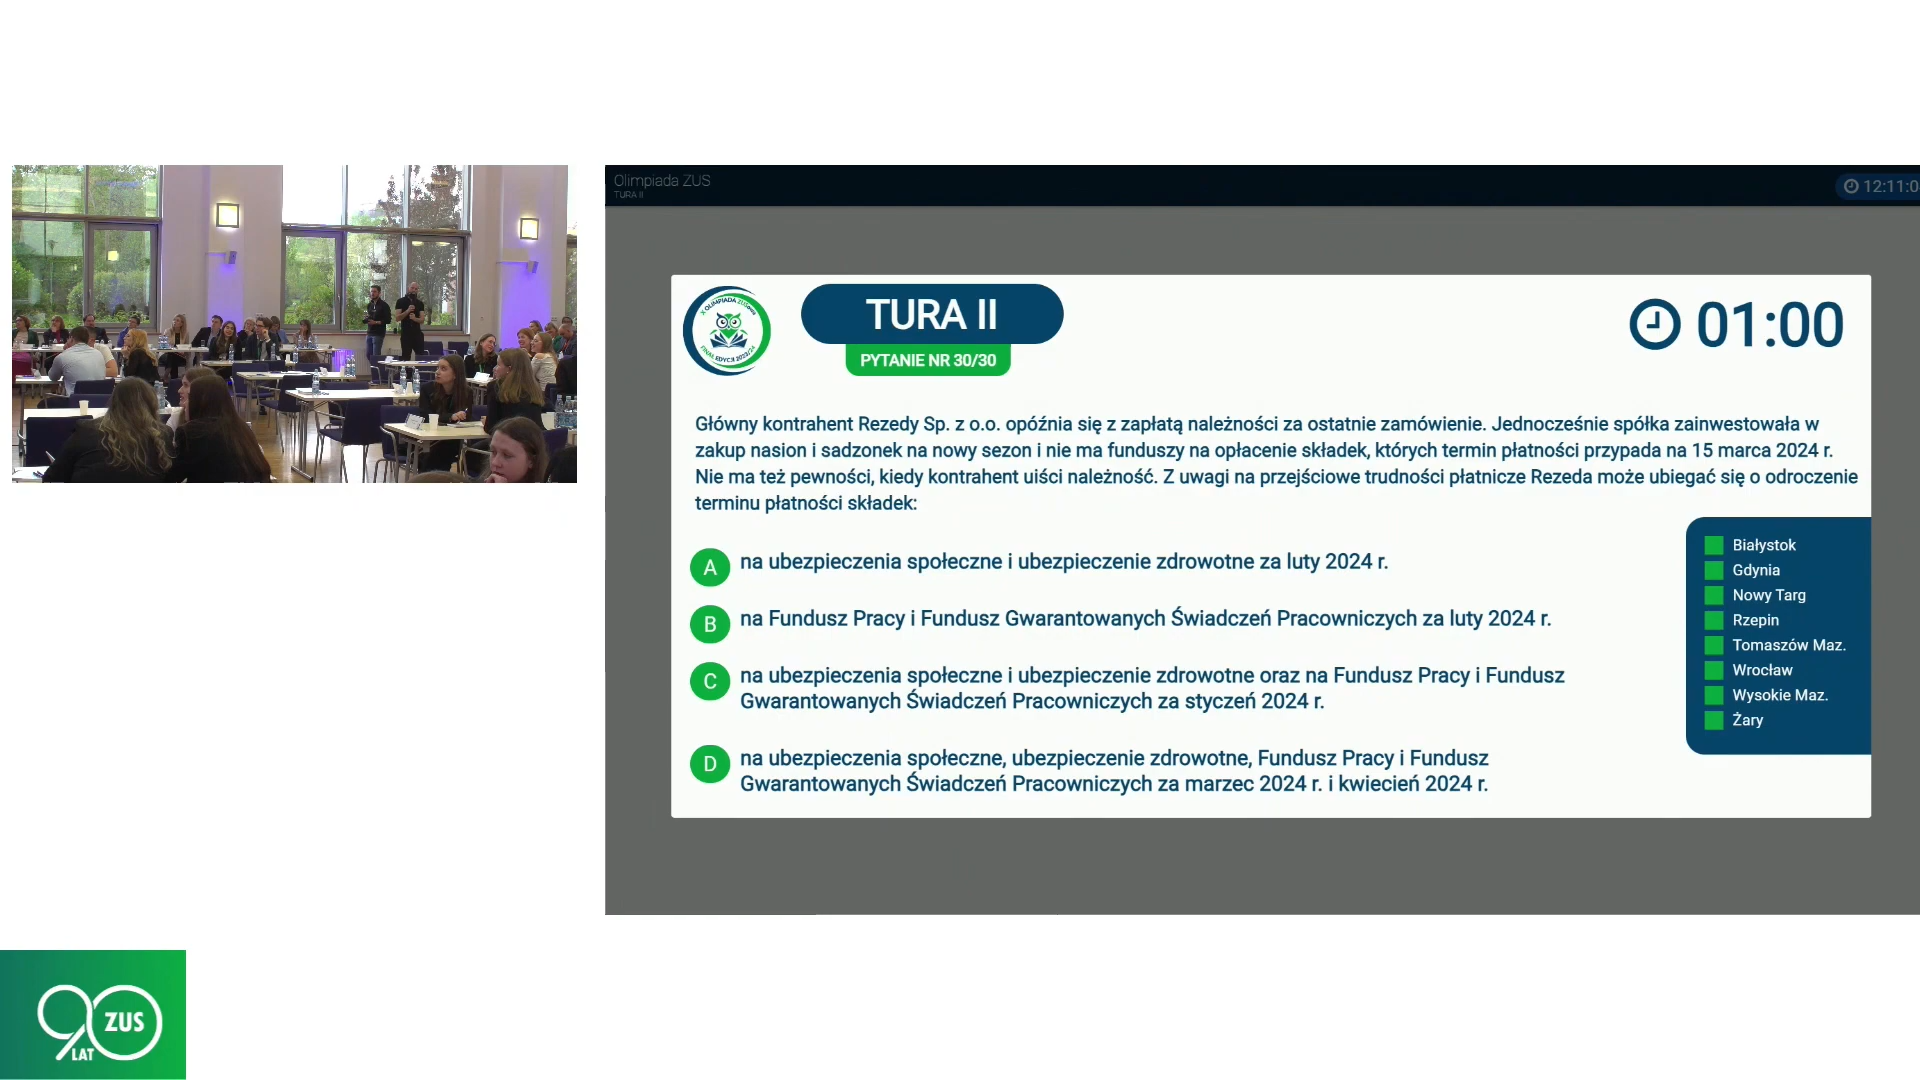 Olimpiada ZUS
TURA II
12:11:0
X OLIMPIADA ZUSowa
FINAŁ EDYCJI 2023/24
TURA II
PYTANIE NR 30/30
01:00
Główny kontrahent Rezedy Sp. z o.o. opóźnia się z zapłatą należności za ostatnie zamówienie. Jednocześnie spółka zainwestowała w
zakup nasion i sadzonek na nowy sezon i nie ma funduszy na opłacenie składek, których termin płatności przypada na 15 marca 2024 r.
Nie ma też pewności, kiedy kontrahent uiści należność. Z uwagi na przejściowe trudności płatnicze Rezeda może ubiegać się o odroczenie
terminu płatności składek:
A na ubezpieczenia społeczne i ubezpieczenie zdrowotne za luty 2024 r.
B na Fundusz Pracy i Fundusz Gwarantowanych Świadczeń Pracowniczych za luty 2024 r.
C na ubezpieczenia społeczne i ubezpieczenie zdrowotne oraz na Fundusz Pracy i Fundusz
Gwarantowanych Świadczeń Pracowniczych za styczeń 2024 r.
D na ubezpieczenia społeczne, ubezpieczenie zdrowotne, Fundusz Pracy i Fundusz
Gwarantowanych Świadczeń Pracowniczych za marzec 2024 r. i kwiecień 2024 r.
Białystok
Gdynia
Nowy Targ
Rzepin
Tomaszów Maz.
Wrocław
Wysokie Maz.
Żary
90 LAT ZUS